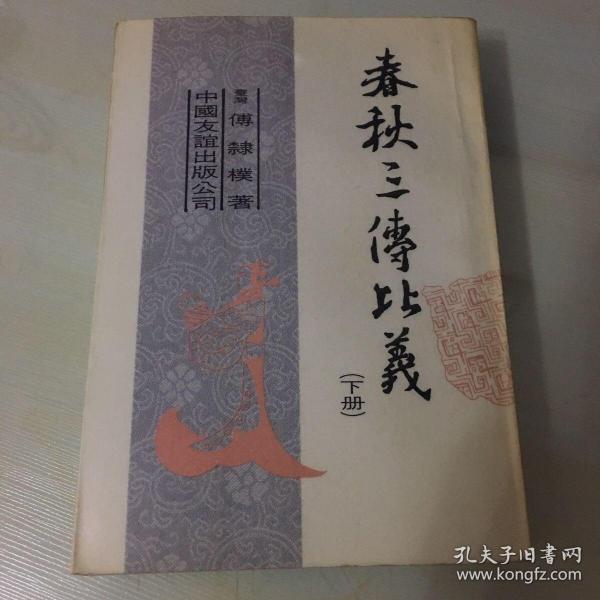 春秋三傳比義
(下册)
臺灣 傅隸樸著
中國友誼出版公司
孔夫子旧书网
www.kongfz.com